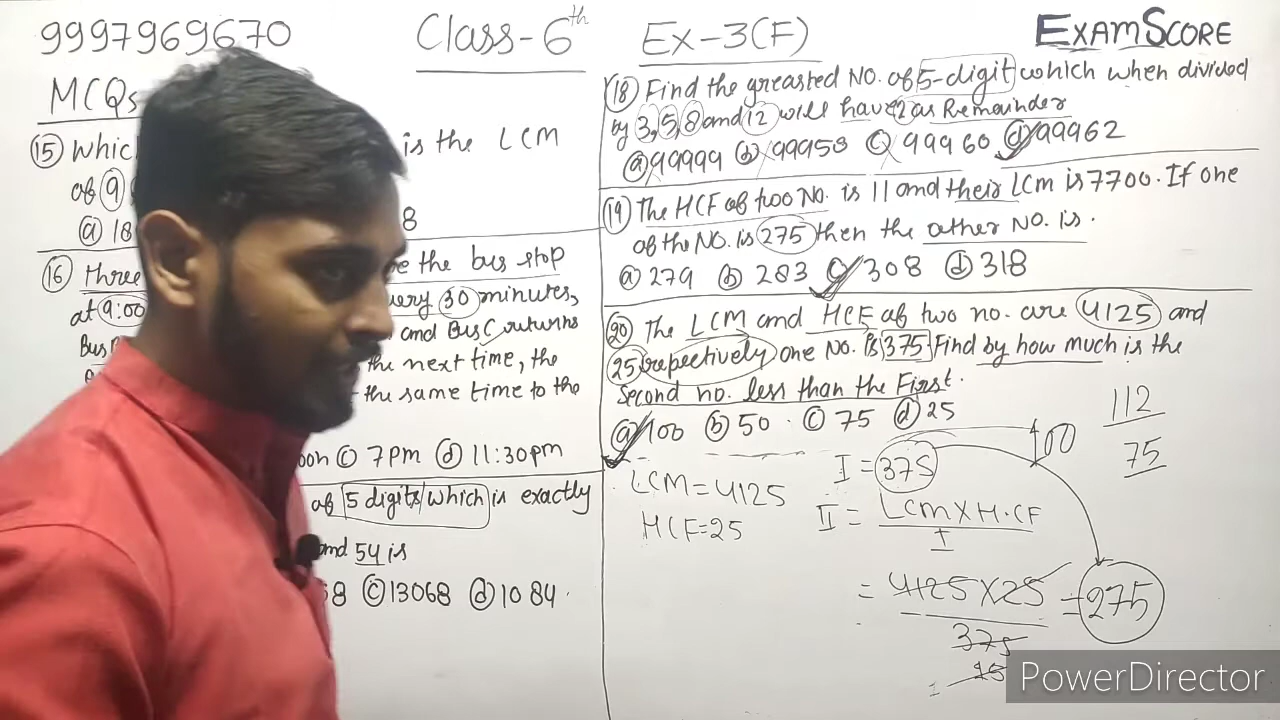 9997969670
Class-6th
Ex-3(F)
EXAMSCORE
MCQs
15 Whic is the LCM
of 9
a 18 8
16 Three e the bus stop
at 9:00 30 minutes,
Bus and Bus C returns
the next time, the
the same time to the
oon c 7pm d 11:30pm
of 5 digits which is exactly
and 54 is
68 c 13068 d 1084.
18 Find the greasted NO. of 5-digit which when divided
by 3,5,8 and 12 will have 2 as Remainder
a 99999 b 99958 c 99960 d 99962
19 The HCF of two No. is 11 and their LCm is 7700. If one
of the NO. is 275 then the other NO. is.
a 279 b 283 c 308 d 318
20 The LCM and HCF of two no. are 4125 and
25 repectively one No. is 375. Find by how much is the
Second no. less than the First.
a 100 b 50. c 75 d 25
LCM=4125
HCF=25
I = 375
100
112
75
II = LCM X H.CF
I
= 4125X25 = 275
375
15
1
PowerDirector